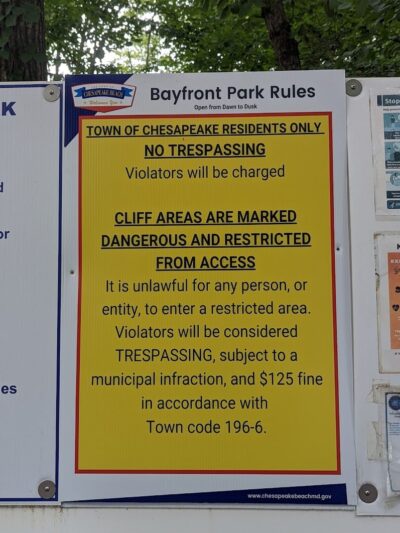 CHESAPEAKE BEACH
Welcomes You
Bayfront Park Rules
Open from Dawn to Dusk
TOWN OF CHESAPEAKE RESIDENTS ONLY
NO TRESPASSING
Violators will be charged
CLIFF AREAS ARE MARKED
DANGEROUS AND RESTRICTED
FROM ACCESS
It is unlawful for any person, or
entity, to enter a restricted area.
Violators will be considered
TRESPASSING, subject to a
municipal infraction, and $125 fine
in accordance with
Town code 196-6.
www.chesapeakebeachmd.gov
K
d
or
es
Stop